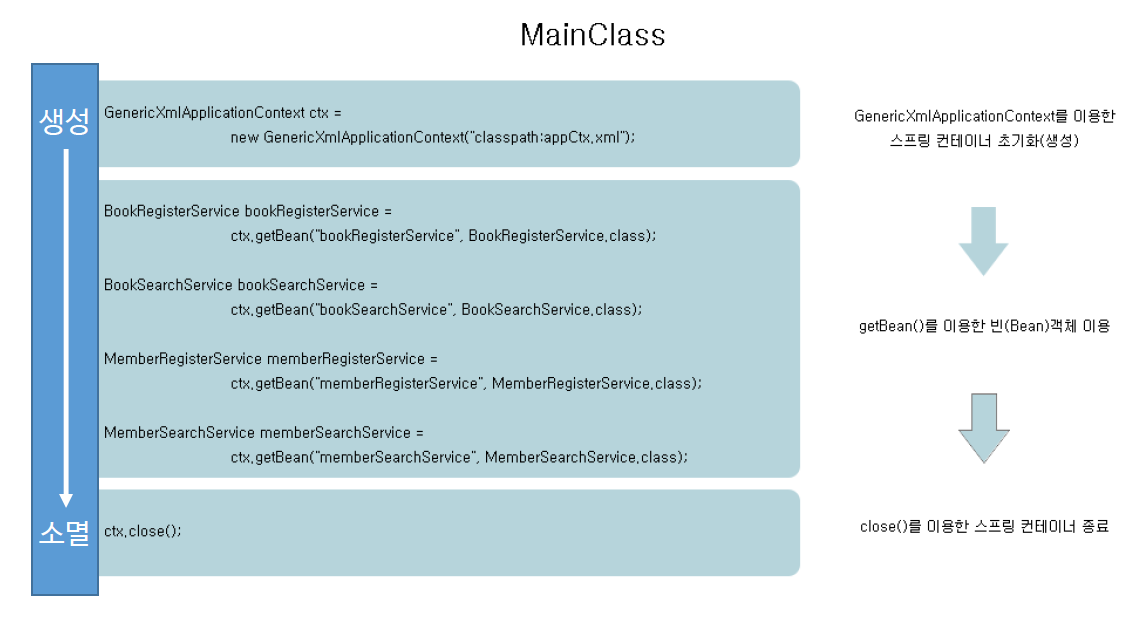 MainClass
생성
GenericXmlApplicationContext ctx =
new GenericXmlApplicationContext("classpath:appCtx.xml");
GenericXmlApplicationContext를 이용한
스프링 컨테이너 초기화(생성)
BookRegisterService bookRegisterService =
ctx.getBean("bookRegisterService", BookRegisterService.class);
BookSearchService bookSearchService =
ctx.getBean("bookSearchService", BookSearchService.class);
getBean()를 이용한 빈(Bean)객체 이용
MemberRegisterService memberRegisterService =
ctx.getBean("memberRegisterService", MemberRegisterService.class);
MemberSearchService memberSearchService =
ctx.getBean("memberSearchService", MemberSearchService.class);
소멸
ctx.close();
close()를 이용한 스프링 컨테이너 종료